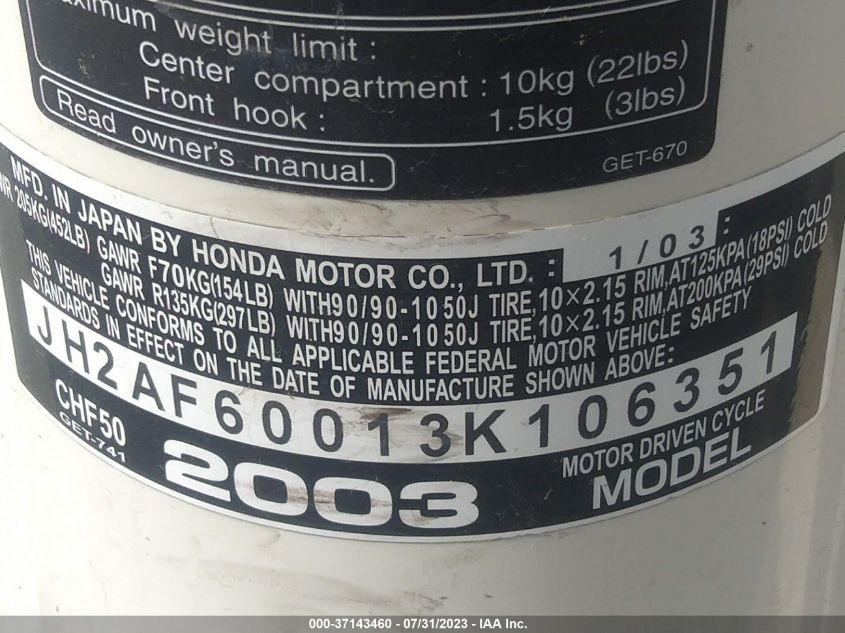 aximum weight limit :
Center compartment : 10kg (22lbs)
Front hook : 1.5kg (3lbs)
Read owner's manual.
GET-670
MFD. IN JAPAN BY HONDA MOTOR CO., LTD. : 1/03 :
WR 205KG(452LB) GAWR F70KG(154LB) WITH90/90-10 50J TIRE,10×2.15 RIM,AT125KPA(18PSI) COLD
GAWR R135KG(297LB) WITH90/90-10 50J TIRE,10×2.15 RIM,AT200KPA(29PSI) COLD
THIS VEHICLE CONFORMS TO ALL APPLICABLE FEDERAL MOTOR VEHICLE SAFETY
STANDARDS IN EFFECT ON THE DATE OF MANUFACTURE SHOWN ABOVE:
JH2AF60013K106351
CHF50
GET-741
2003
MOTOR DRIVEN CYCLE
MODEL
000-37143460 - 07/31/2023 - IAA Inc.